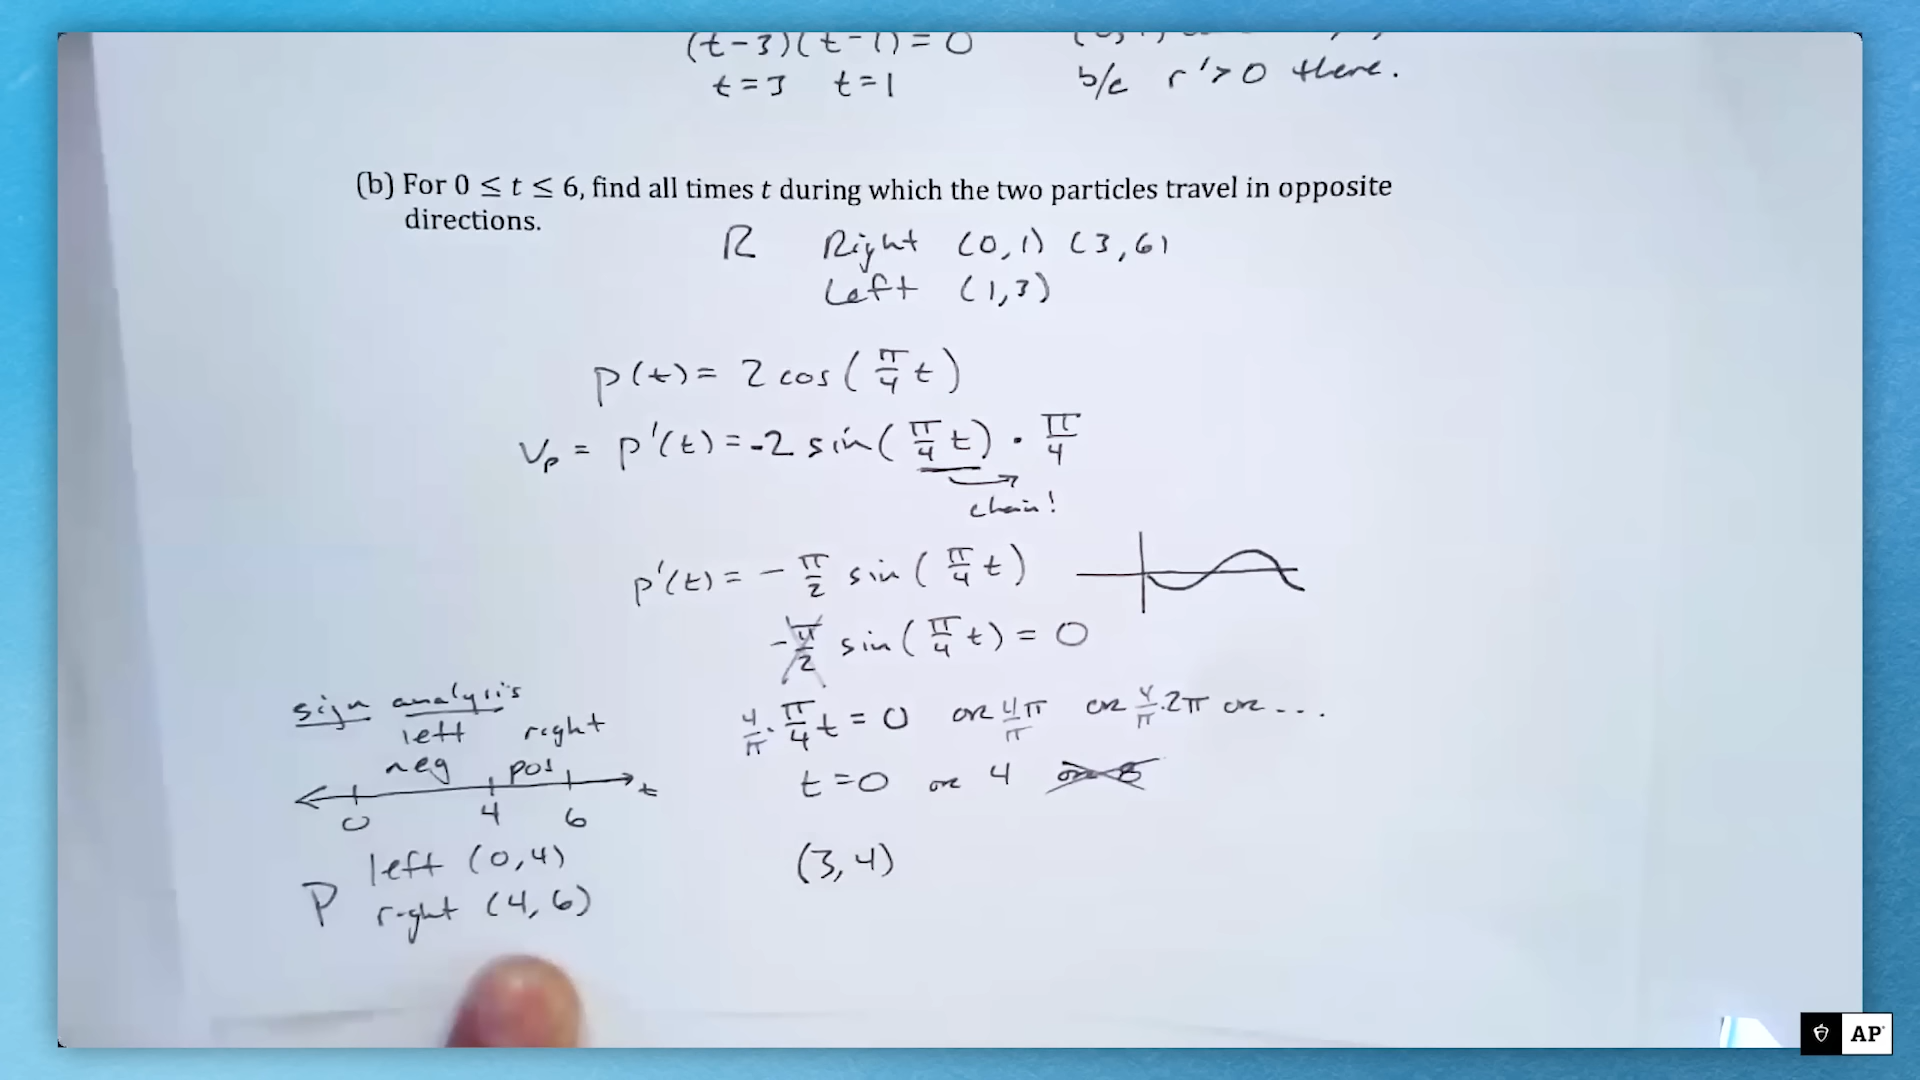 (t-3)(t-1)=0
t=3 t=1
b/c r'>0 there.
(b) For 0 ≤ t ≤ 6, find all times t during which the two particles travel in opposite
directions.
R Right (0,1) (3,6)
Left (1,3)
p(t)= 2 cos(π/4 t)
Vp = p'(t)=-2 sin(π/4 t) · π/4
chain!
p'(t)= - π/2 sin(π/4 t)
-π/2 sin(π/4 t) = 0
4/π · π/4 t = 0 or 4π/π or 4/π · 2π or ...
t=0 or 4 or 8
(3,4)
sign analysis
left right
neg pos
t
0 4 6
P left (0,4)
right (4,6)
AP